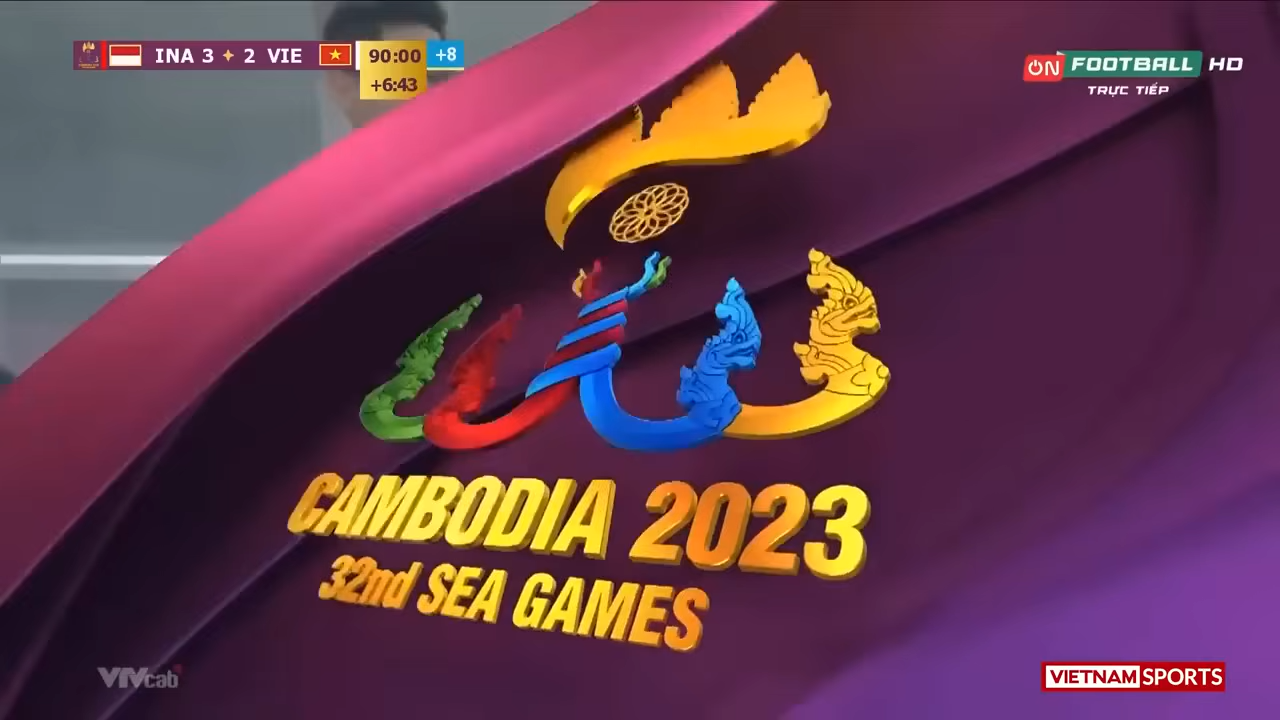 INA 3 2 VIE 90:00 +8
+6:43
ON FOOTBALL HD
TRỰC TIẾP
CAMBODIA 2023
32nd SEA GAMES
VTVcab
VIETNAM SPORTS